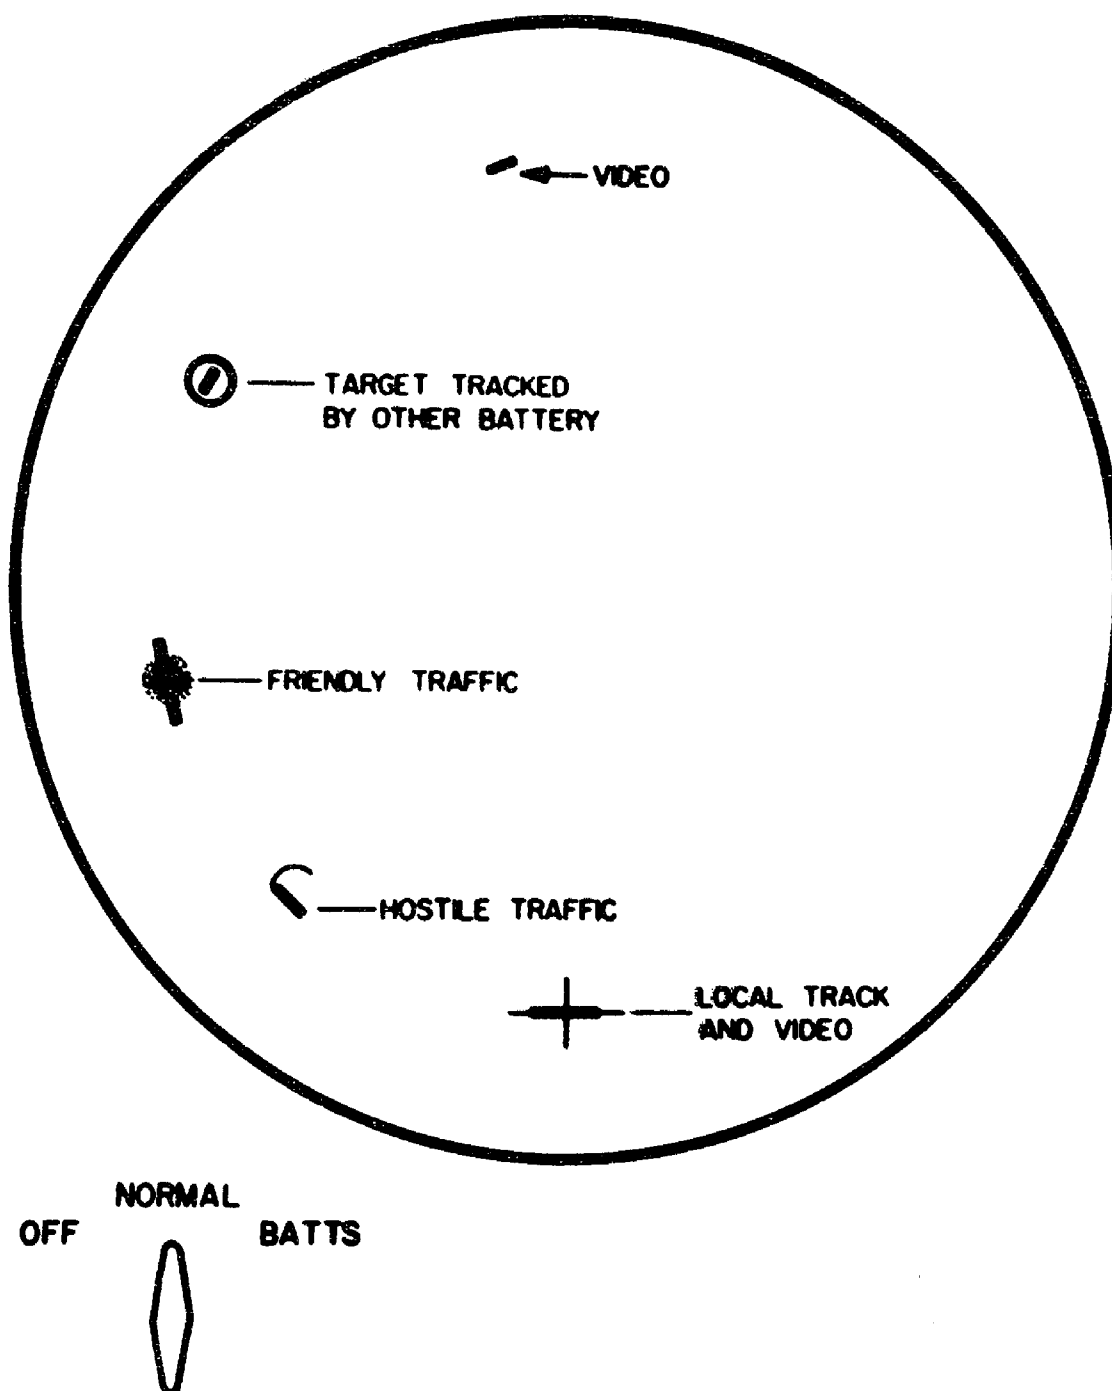 VIDEO
TARGET TRACKED
BY OTHER BATTERY
FRIENDLY TRAFFIC
HOSTILE TRAFFIC
LOCAL TRACK
AND VIDEO
NORMAL
OFF BATTS